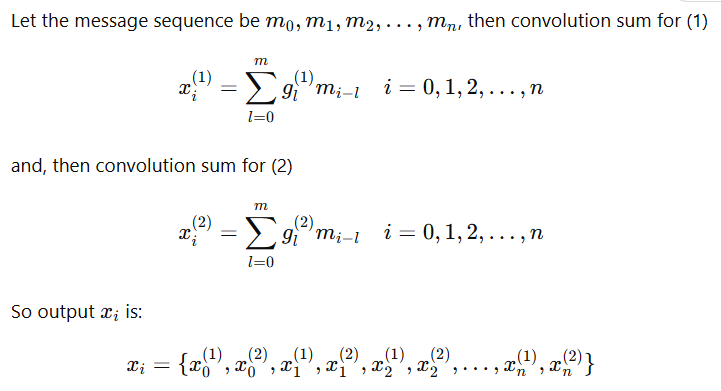 Let the message sequence be $m_0, m_1, m_2, \ldots, m_n$, then convolution sum for (1)
$x_i^{(1)} = \sum_{l=0}^{m} g_l^{(1)} m_{i-l} \quad i = 0, 1, 2, \ldots, n$
and, then convolution sum for (2)
$x_i^{(2)} = \sum_{l=0}^{m} g_l^{(2)} m_{i-l} \quad i = 0, 1, 2, \ldots, n$
So output $x_i$ is:
$x_i = \{x_0^{(1)}, x_0^{(2)}, x_1^{(1)}, x_1^{(2)}, x_2^{(1)}, x_2^{(2)}, \ldots, x_n^{(1)}, x_n^{(2)}\}$